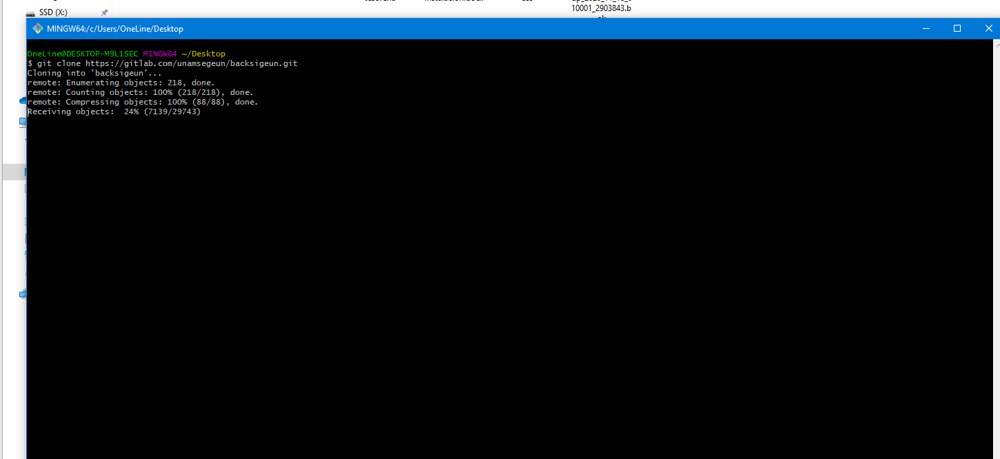 SSD (X:)
10001_2903843.b
MINGW64:/c/Users/OneLine/Desktop
OneLine@DESKTOP-M9L1SEC MINGW64 ~/Desktop
$ git clone https://gitlab.com/unamsegeun/backsigeun.git
Cloning into 'backsigeun'...
remote: Enumerating objects: 218, done.
remote: Counting objects: 100% (218/218), done.
remote: Compressing objects: 100% (88/88), done.
Receiving objects:  24% (7139/29743)